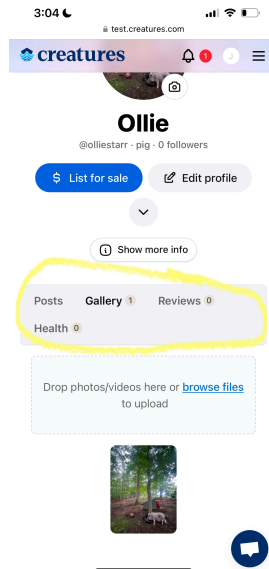 3:04
test.creatures.com
creatures
1
J
Ollie
@olliestarr · pig · 0 followers
$ List for sale
Edit profile
Show more info
Posts
Gallery 1
Reviews 0
Health 0
Drop photos/videos here or browse files
to upload